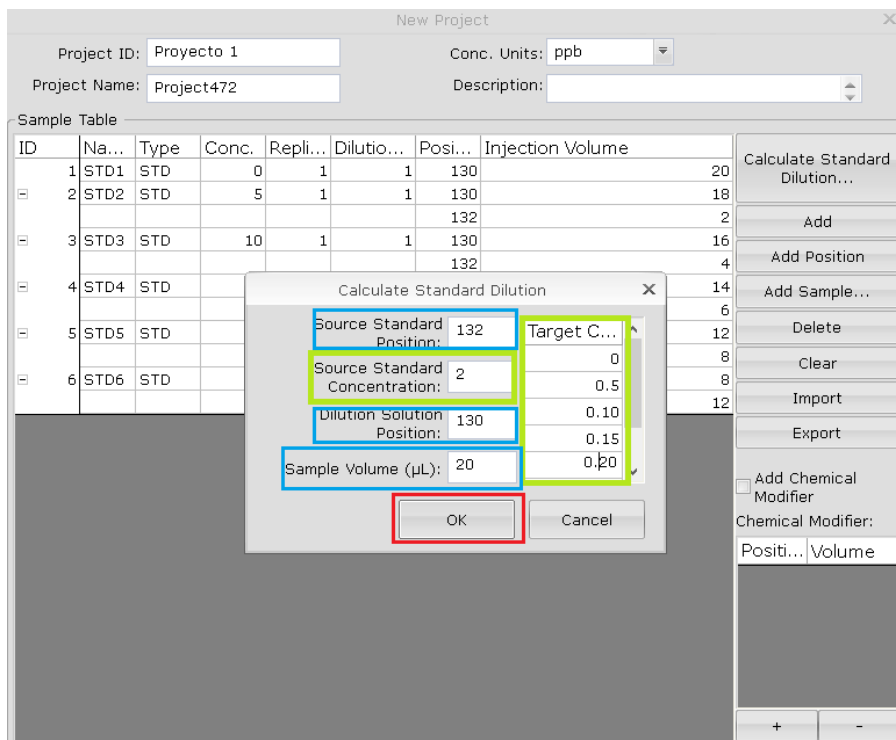 New Project
Project ID: Proyecto 1 Conc. Units: ppb
Project Name: Project472 Description:
Sample Table
ID Na... Type Conc. Repli... Dilutio... Posi... Injection Volume
1 STD1 STD 0 1 1 130 20
2 STD2 STD 5 1 1 130 18
132 2
3 STD3 STD 10 1 1 130 16
132 4
4 STD4 STD 14
6
5 STD5 STD 12
8
6 STD6 STD 8
12
Calculate Standard Dilution
Source Standard
Position: 132
Source Standard
Concentration: 2
Dilution Solution
Position: 130
Sample Volume (µL): 20
Target C...
0
0.5
0.10
0.15
0.20
OK Cancel
Calculate Standard
Dilution...
Add
Add Position
Add Sample...
Delete
Clear
Import
Export
Add Chemical
Modifier
Chemical Modifier:
Positi... Volume
+ -